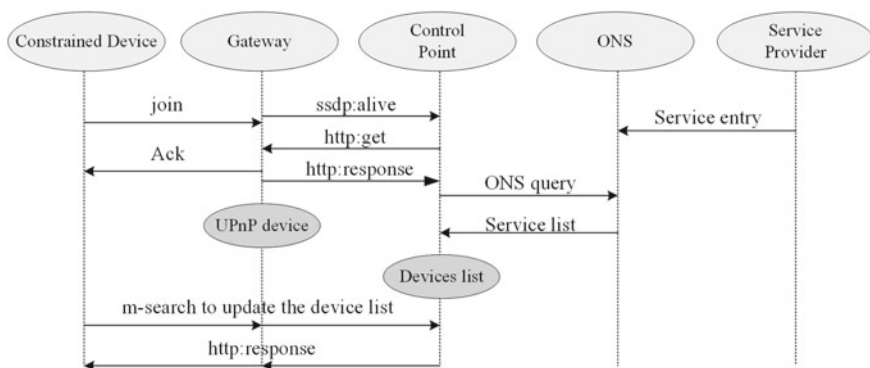 Constrained Device
Gateway
Control
Point
ONS
Service
Provider
join
ssdp:alive
Service entry
http:get
Ack
http:response
ONS query
UPnP device
Service list
Devices list
m-search to update the device list
http:response